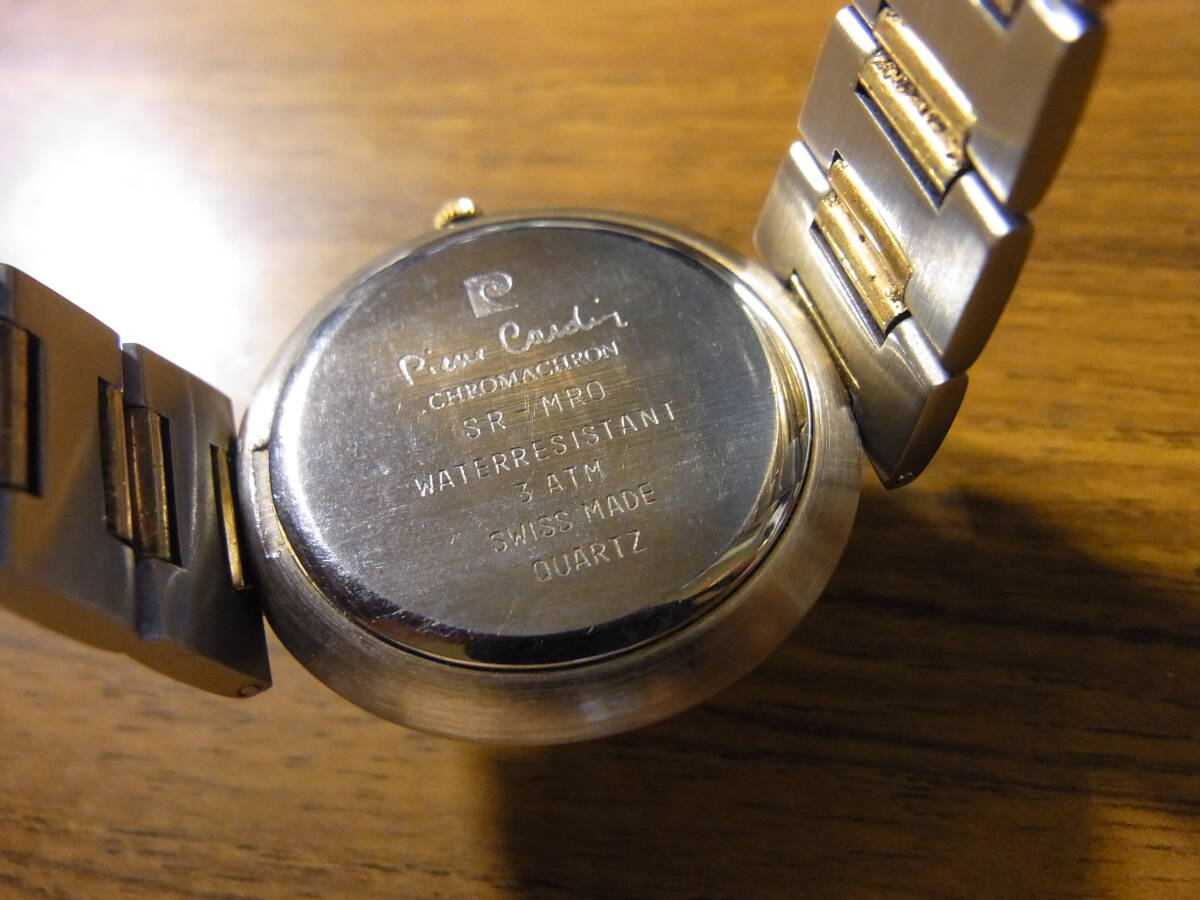 Pierre Cardin
CHROMACHRON
SR-MRO
WATERRESISTANT
3 ATM
SWISS MADE
QUARTZ